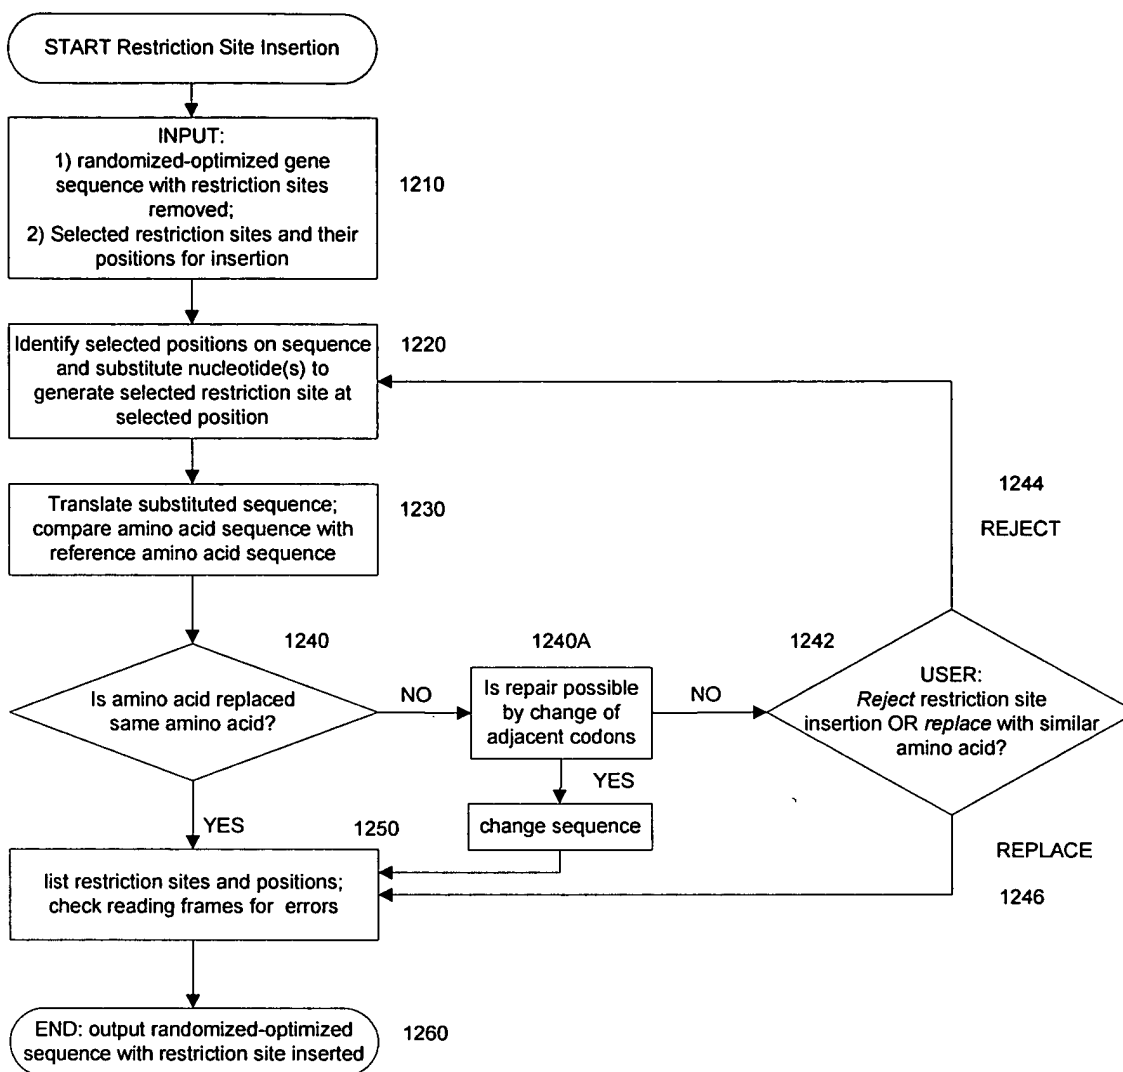 START Restriction Site Insertion
INPUT:
1) randomized-optimized gene
sequence with restriction sites
removed;
2) Selected restriction sites and their
positions for insertion
1210
Identify selected positions on sequence
and substitute nucleotide(s) to
generate selected restriction site at
selected position
1220
Translate substituted sequence;
compare amino acid sequence with
reference amino acid sequence
1230
1244
REJECT
1240
Is amino acid replaced
same amino acid?
NO
1240A
Is repair possible
by change of
adjacent codons
NO
1242
USER:
Reject restriction site
insertion OR replace with similar
amino acid?
YES
change sequence
YES
1250
list restriction sites and positions;
check reading frames for errors
REPLACE
1246
END: output randomized-optimized
sequence with restriction site inserted
1260